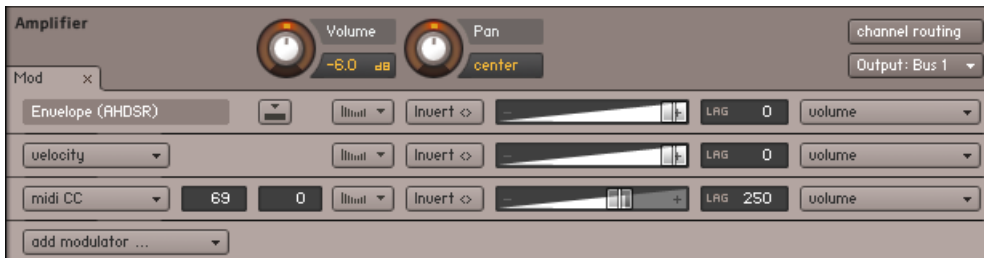 Amplifier
Volume
-6.0 dB
Pan
center
channel routing
Output: Bus 1
Mod x
Envelope (AHDSR) Invert <> - + LAG 0 volume
velocity Invert <> - + LAG 0 volume
midi CC 69 0 Invert <> - + LAG 250 volume
add modulator ...